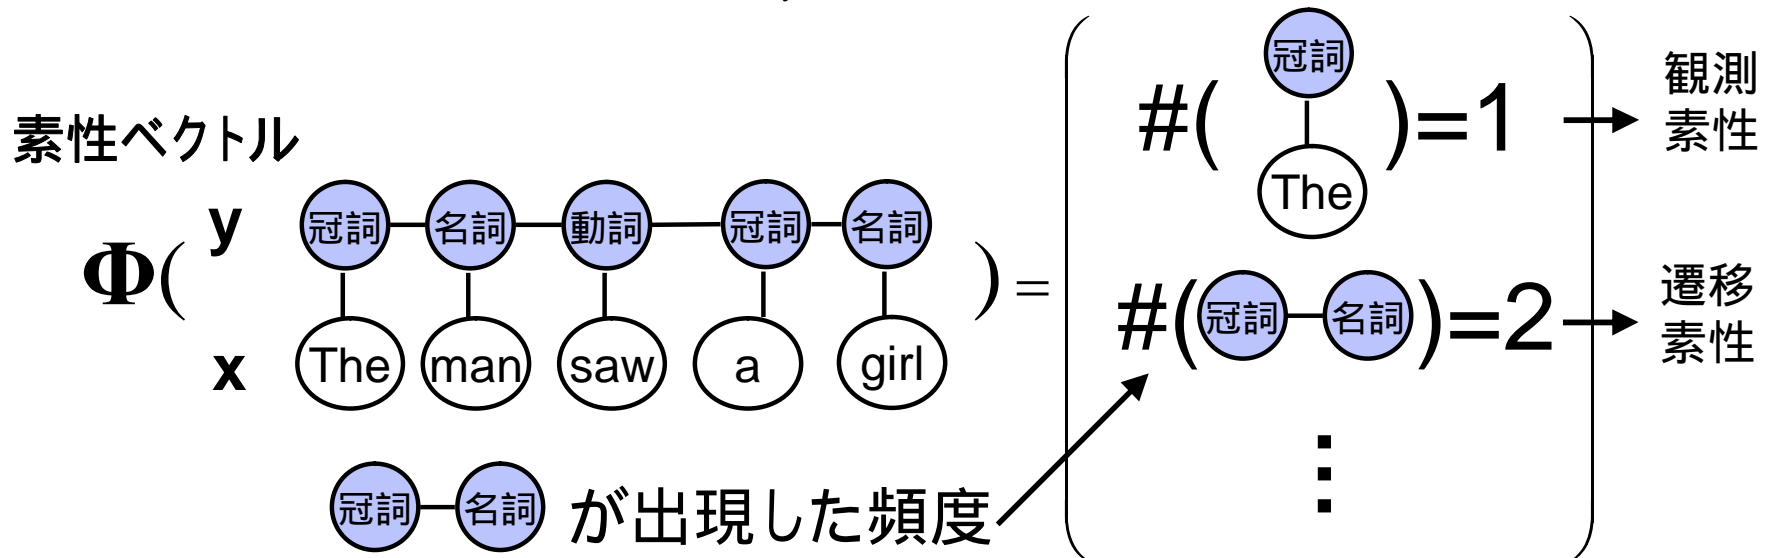 素性ベクトル
Φ( y 冠詞 名詞 動詞 冠詞 名詞
x The man saw a girl ) =
#( 冠詞 The )=1
観測
素性
#( 冠詞 名詞 )=2
遷移
素性
⋮
冠詞 名詞 が出現した頻度